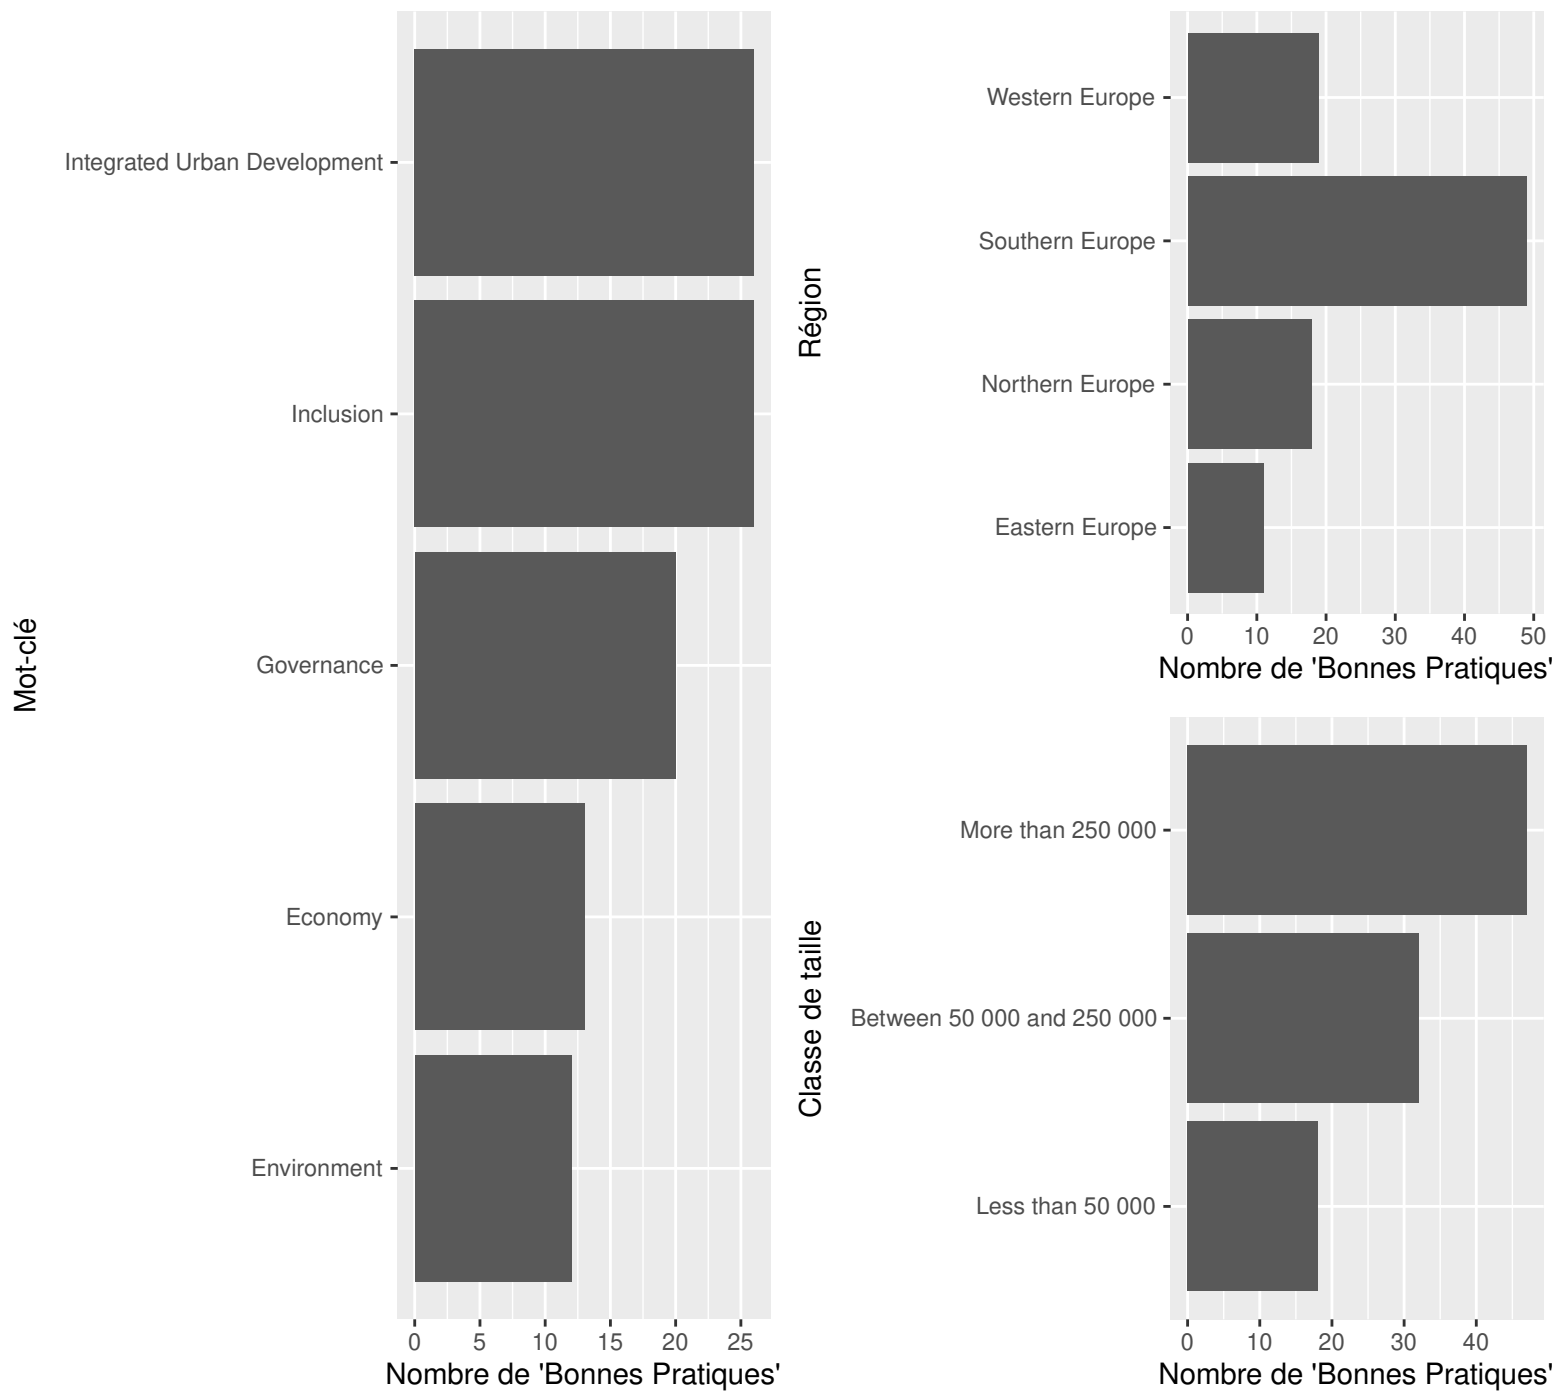 Mot-clé
Integrated Urban Development
Inclusion
Governance
Economy
Environment
0 5 10 15 20 25
Nombre de 'Bonnes Pratiques'
Région
Western Europe
Southern Europe
Northern Europe
Eastern Europe
0 10 20 30 40 50
Nombre de 'Bonnes Pratiques'
Classe de taille
More than 250 000
Between 50 000 and 250 000
Less than 50 000
0 10 20 30 40
Nombre de 'Bonnes Pratiques'